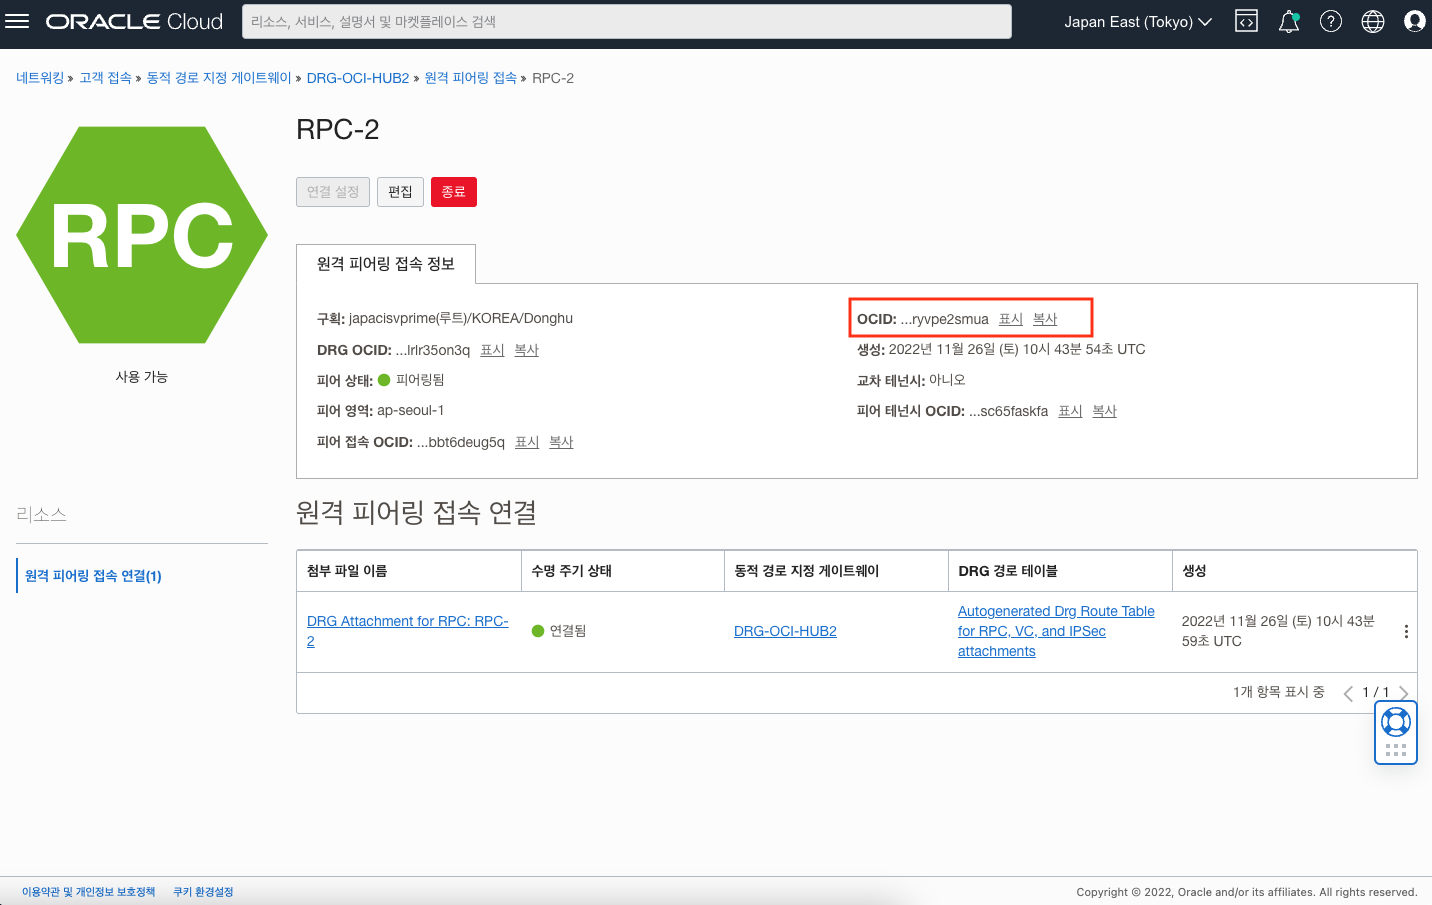 ORACLE Cloud
리소스, 서비스, 설명서 및 마켓플레이스 검색
Japan East (Tokyo)
네트워킹 » 고객 접속 » 동적 경로 지정 게이트웨이 » DRG-OCI-HUB2 » 원격 피어링 접속 » RPC-2
RPC
사용 가능
RPC-2
연결 설정 편집 종료
원격 피어링 접속 정보
구획: japacisvprime(루트)/KOREA/Donghu
DRG OCID: ...lrlr35on3q 표시 복사
피어 상태: 피어링됨
피어 영역: ap-seoul-1
피어 접속 OCID: ...bbt6deug5q 표시 복사
OCID: ...ryvpe2smua 표시 복사
생성: 2022년 11월 26일 (토) 10시 43분 54초 UTC
교차 테넌시: 아니오
피어 테넌시 OCID: ...sc65faskfa 표시 복사
리소스
원격 피어링 접속 연결(1)
원격 피어링 접속 연결
첨부 파일 이름 수명 주기 상태 동적 경로 지정 게이트웨이 DRG 경로 테이블 생성
DRG Attachment for RPC: RPC-
2
연결됨
DRG-OCI-HUB2
Autogenerated Drg Route Table
for RPC, VC, and IPSec
attachments
2022년 11월 26일 (토) 10시 43분
59초 UTC
1개 항목 표시 중 1 / 1
이용약관 및 개인정보 보호정책 쿠키 환경설정
Copyright © 2022, Oracle and/or its affiliates. All rights reserved.